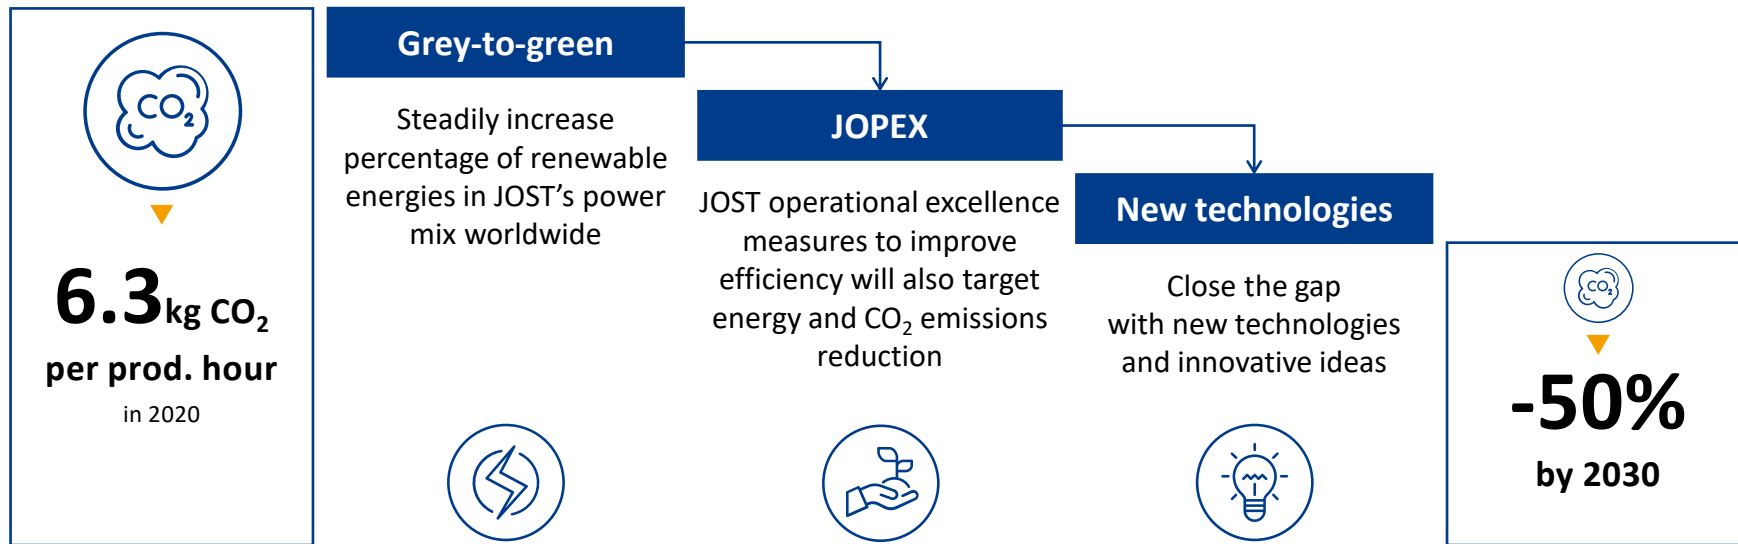 CO₂
6.3 kg CO₂
per prod. hour
in 2020
Grey-to-green
Steadily increase
percentage of renewable
energies in JOST’s power
mix worldwide
JOPEX
JOST operational excellence
measures to improve
efficiency will also target
energy and CO₂ emissions
reduction
New technologies
Close the gap
with new technologies
and innovative ideas
CO₂
-50%
by 2030